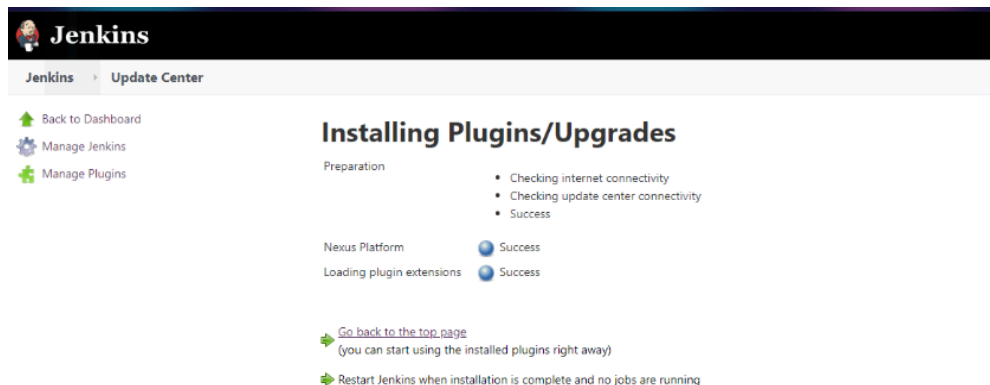 Jenkins
Jenkins Update Center
Back to Dashboard
Manage Jenkins
Manage Plugins
Installing Plugins/Upgrades
Preparation
Checking internet connectivity
Checking update center connectivity
Success
Nexus Platform Success
Loading plugin extensions Success
Go back to the top page
(you can start using the installed plugins right away)
Restart Jenkins when installation is complete and no jobs are running